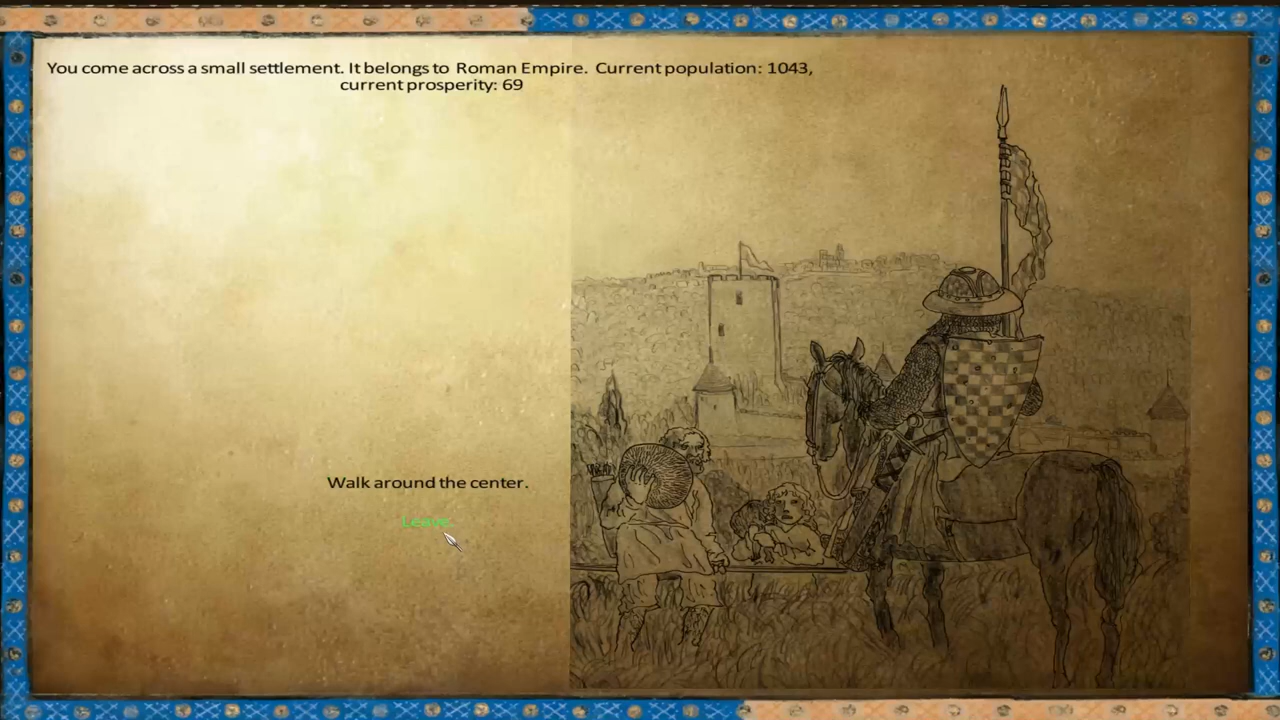 You come across a small settlement. It belongs to Roman Empire. Current population: 1043,
current prosperity: 69
Walk around the center.
Leave.